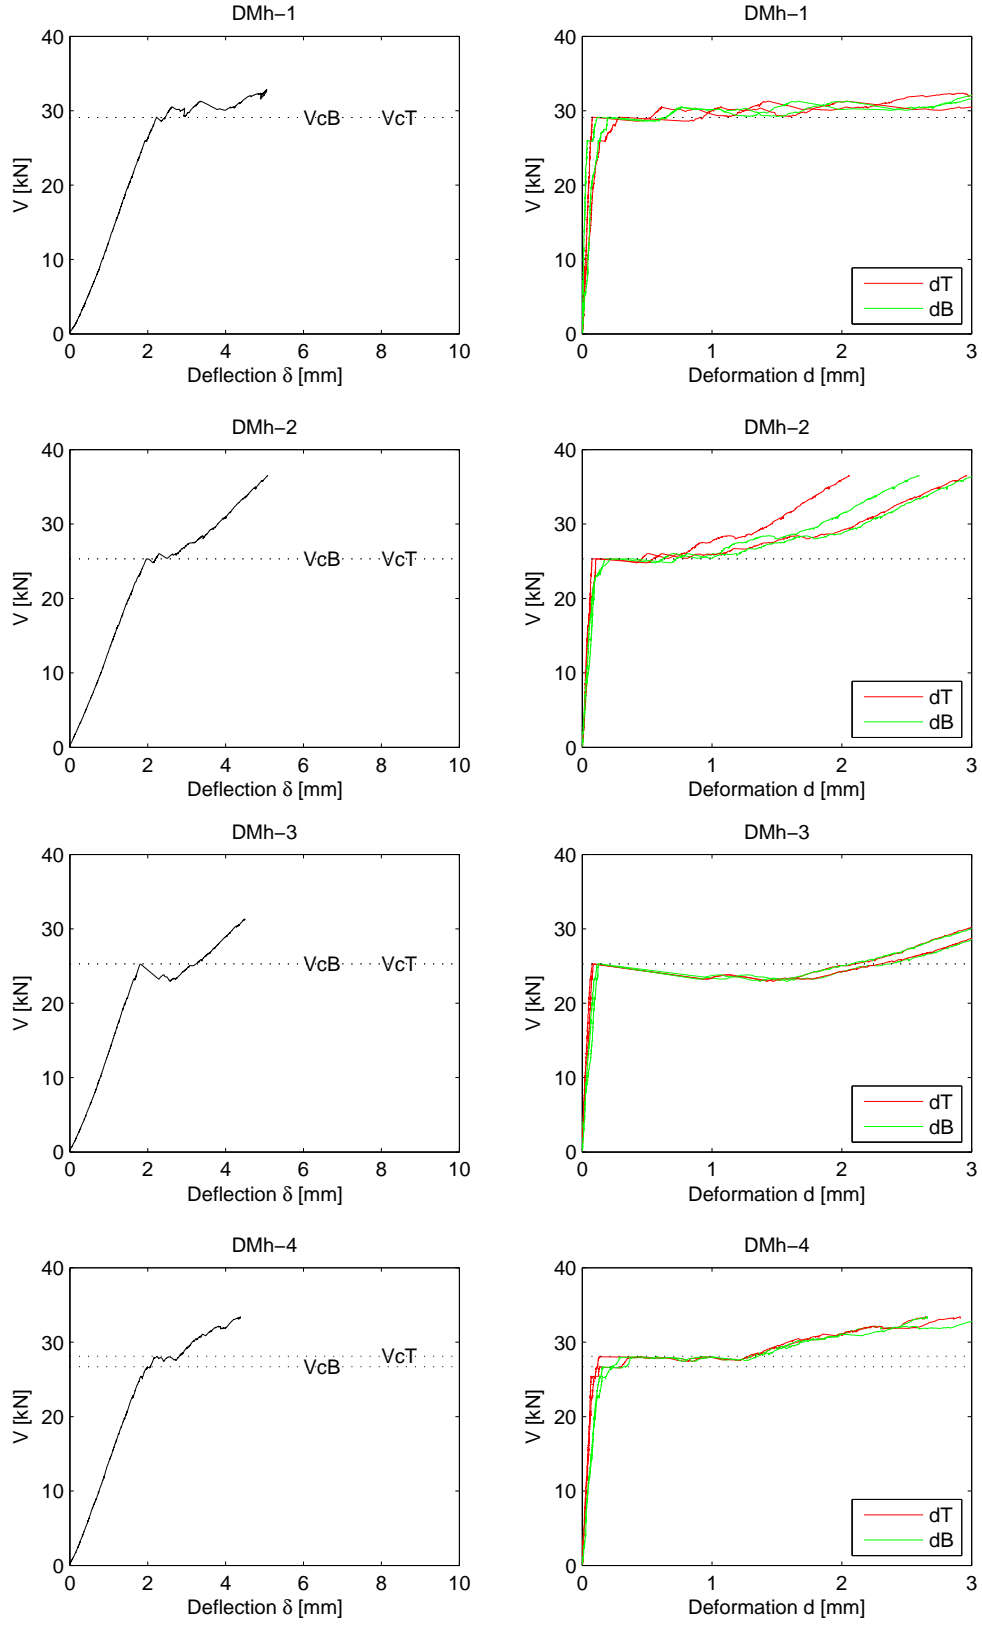 DMh−1
V [kN]
40
30
20
10
0
VcB
VcT
0 2 4 6 8 10
Deflection δ [mm]
DMh−1
V [kN]
40
30
20
10
0
dT
dB
0 1 2 3
Deformation d [mm]
DMh−2
V [kN]
40
30
20
10
0
VcB
VcT
0 2 4 6 8 10
Deflection δ [mm]
DMh−2
V [kN]
40
30
20
10
0
dT
dB
0 1 2 3
Deformation d [mm]
DMh−3
V [kN]
40
30
20
10
0
VcB
VcT
0 2 4 6 8 10
Deflection δ [mm]
DMh−3
V [kN]
40
30
20
10
0
dT
dB
0 1 2 3
Deformation d [mm]
DMh−4
V [kN]
40
30
20
10
0
VcB
VcT
0 2 4 6 8 10
Deflection δ [mm]
DMh−4
V [kN]
40
30
20
10
0
dT
dB
0 1 2 3
Deformation d [mm]